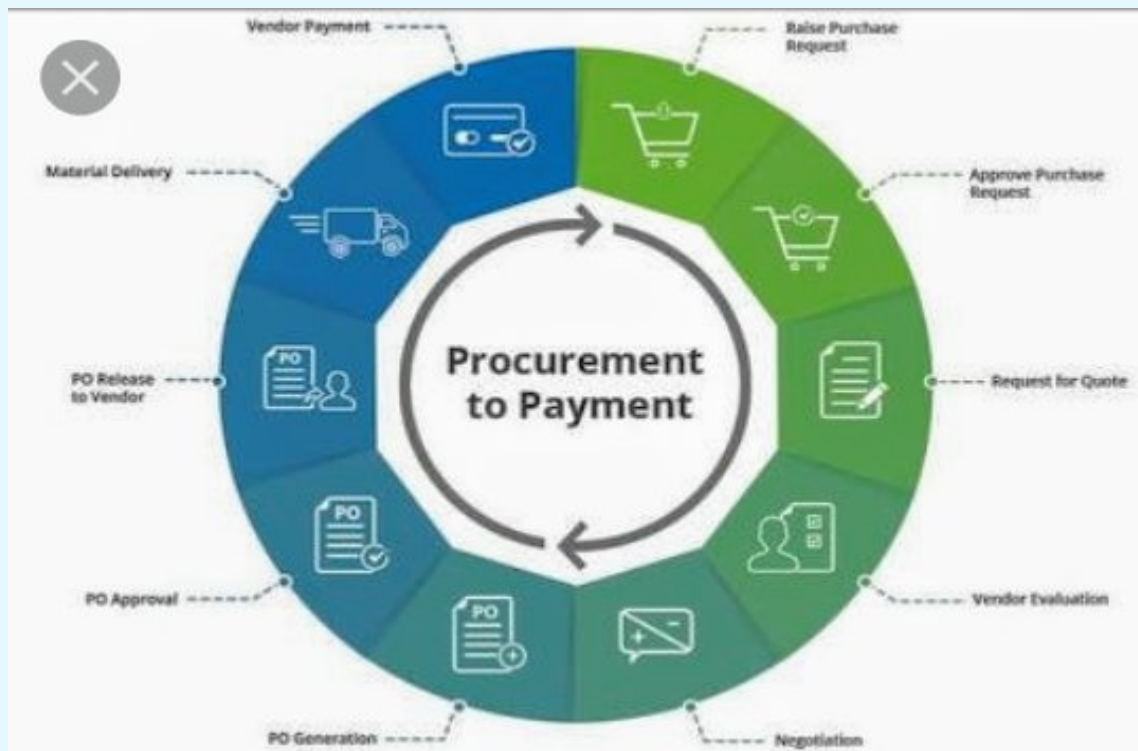 Vendor Payment
Raise Purchase
Request
Material Delivery
Approve Purchase
Request
PO
PO Release
to Vendor
Procurement
to Payment
Request for Quote
PO
PO Approval
Vendor Evaluation
PO
PO Generation
Negotiation